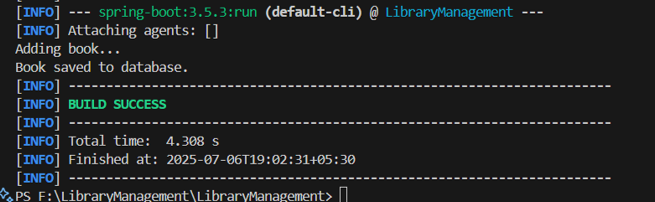 [INFO] --- spring-boot:3.5.3:run (default-cli) @ LibraryManagement ---
[INFO] Attaching agents: []
Adding book...
Book saved to database.
[INFO] ------------------------------------------------------------------------
[INFO] BUILD SUCCESS
[INFO] ------------------------------------------------------------------------
[INFO] Total time:  4.308 s
[INFO] Finished at: 2025-07-06T19:02:31+05:30
[INFO] ------------------------------------------------------------------------
PS F:\LibraryManagement\LibraryManagement>